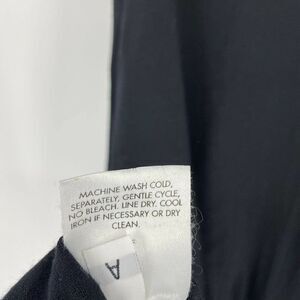 MACHINE WASH COLD,
SEPARATELY, GENTLE CYCLE,
NO BLEACH. LINE DRY. COOL
IRON IF NECESSARY OR DRY
CLEAN.
A